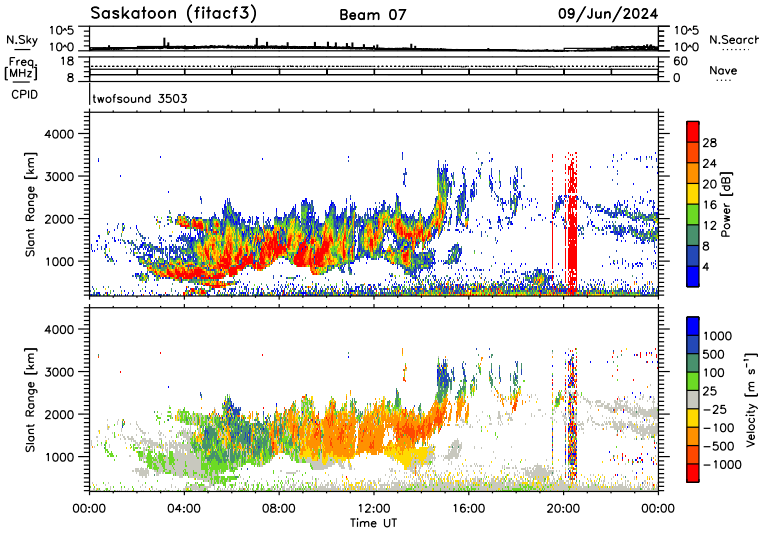 Saskatoon (fitacf3) Beam 07 09/Jun/2024
N.Sky 10^5 10^0 10^5 10^0 N.Search
Freq. [MHz] 18 8 60 0 Nave
CPID twofsound 3503
Slant Range [km]
4000
3000
2000
1000
Power [dB]
28
24
20
16
12
8
4
Slant Range [km]
4000
3000
2000
1000
Velocity [m s⁻¹]
1000
500
100
25
−25
−100
−500
−1000
00:00 04:00 08:00 12:00 16:00 20:00 00:00
Time UT